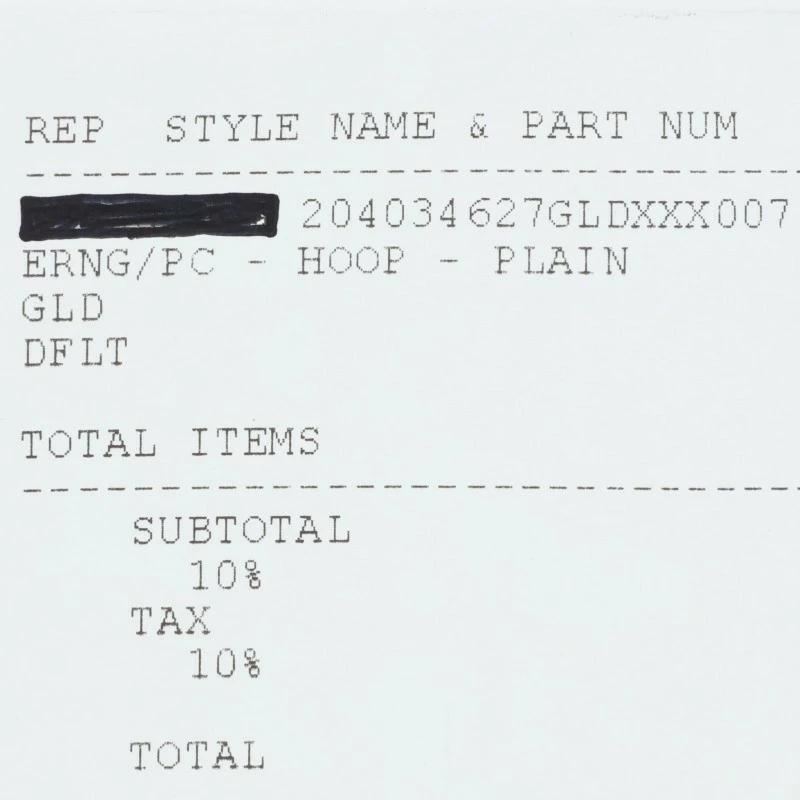 REP STYLE NAME & PART NUM
204034627GLDXXX007
ERNG/PC - HOOP - PLAIN
GLD
DFLT
TOTAL ITEMS
SUBTOTAL
10%
TAX
10%
TOTAL